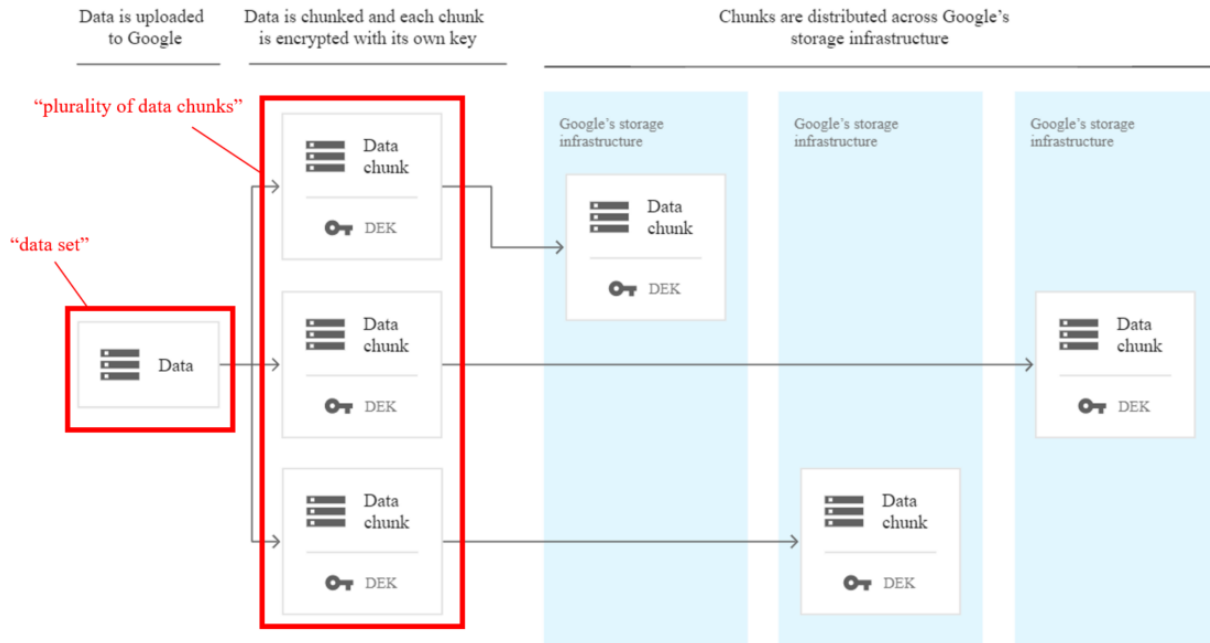 Data is uploaded
to Google
Data is chunked and each chunk
is encrypted with its own key
Chunks are distributed across Google's
storage infrastructure
“plurality of data chunks”
“data set”
Data
Data
chunk
DEK
Data
chunk
DEK
Data
chunk
DEK
Google's storage
infrastructure
Data
chunk
DEK
Google's storage
infrastructure
Data
chunk
DEK
Google's storage
infrastructure
Data
chunk
DEK